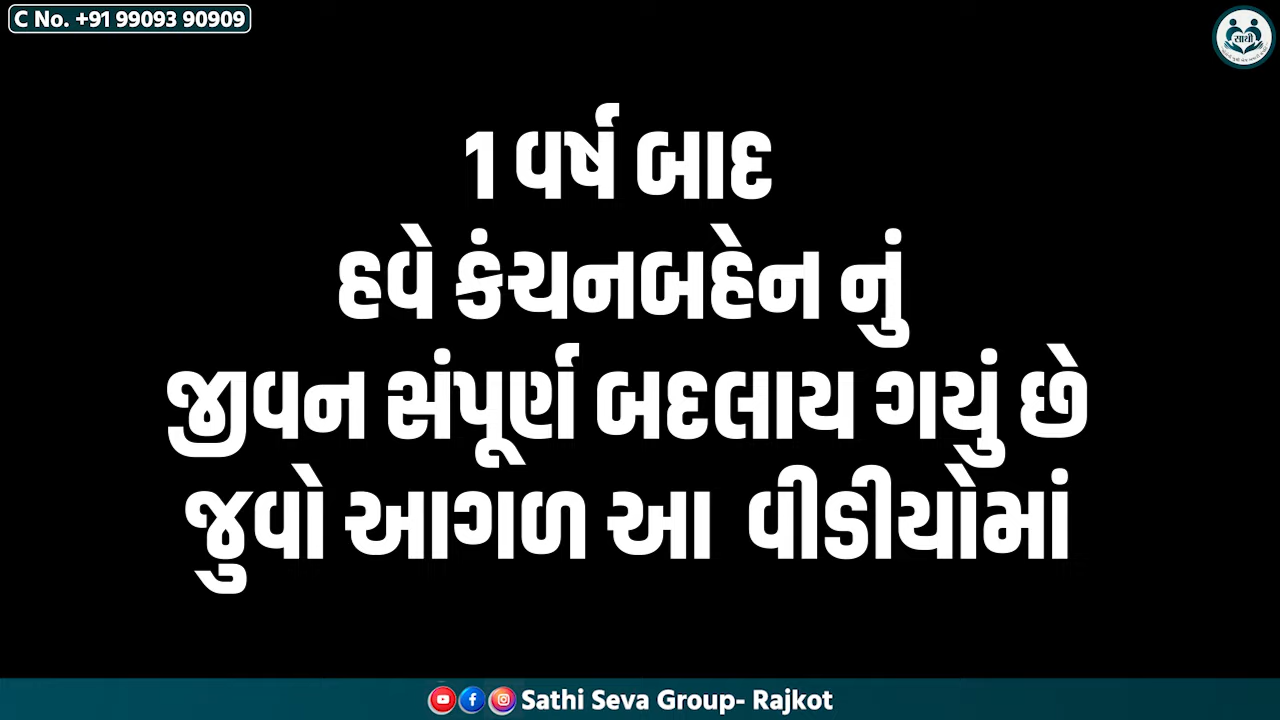 C No. +91 99093 90909
સાથી
1 વર્ષ બાદ
હવે કંચનબહેન નું
જીવન સંપૂર્ણ બદલાય ગયું છે
જુવો આગળ આ વીડીયોમાં
Sathi Seva Group- Rajkot